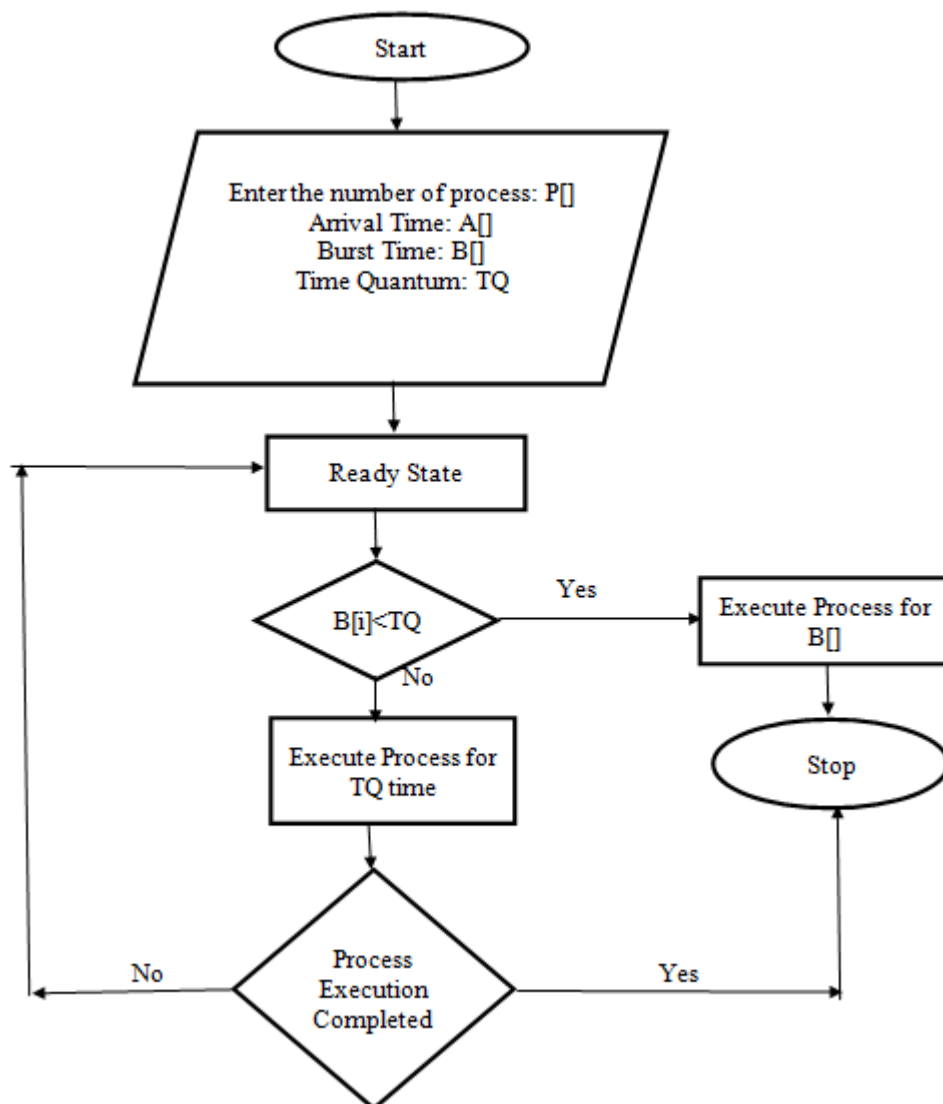 Start
Enter the number of process: P[]
Arrival Time: A[]
Burst Time: B[]
Time Quantum: TQ
Ready State
B[i]<TQ
Yes
Execute Process for
B[]
No
Execute Process for
TQ time
Stop
Process
Execution
Completed
No
Yes